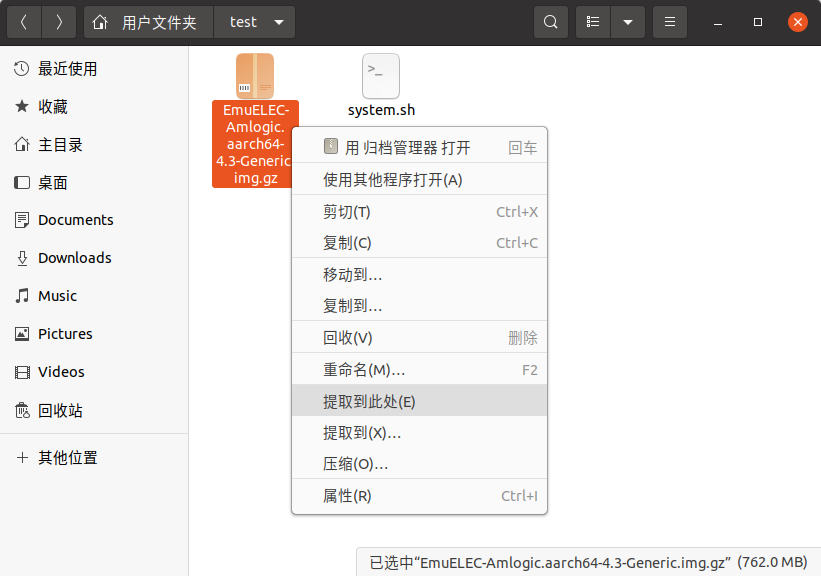 用户文件夹
test
最近使用
收藏
主目录
桌面
Documents
Downloads
Music
Pictures
Videos
回收站
其他位置
EmuELEC-
Amlogic.
aarch64-
4.3-Generic
img.gz
>_
system.sh
用 归档管理器 打开 回车
使用其他程序打开(A)
剪切(T) Ctrl+X
复制(C) Ctrl+C
移动到…
复制到…
回收(V) 删除
重命名(M)… F2
提取到此处(E)
提取到(X)…
压缩(O)…
属性(R) Ctrl+I
已选中“EmuELEC-Amlogic.aarch64-4.3-Generic.img.gz” (762.0 MB)